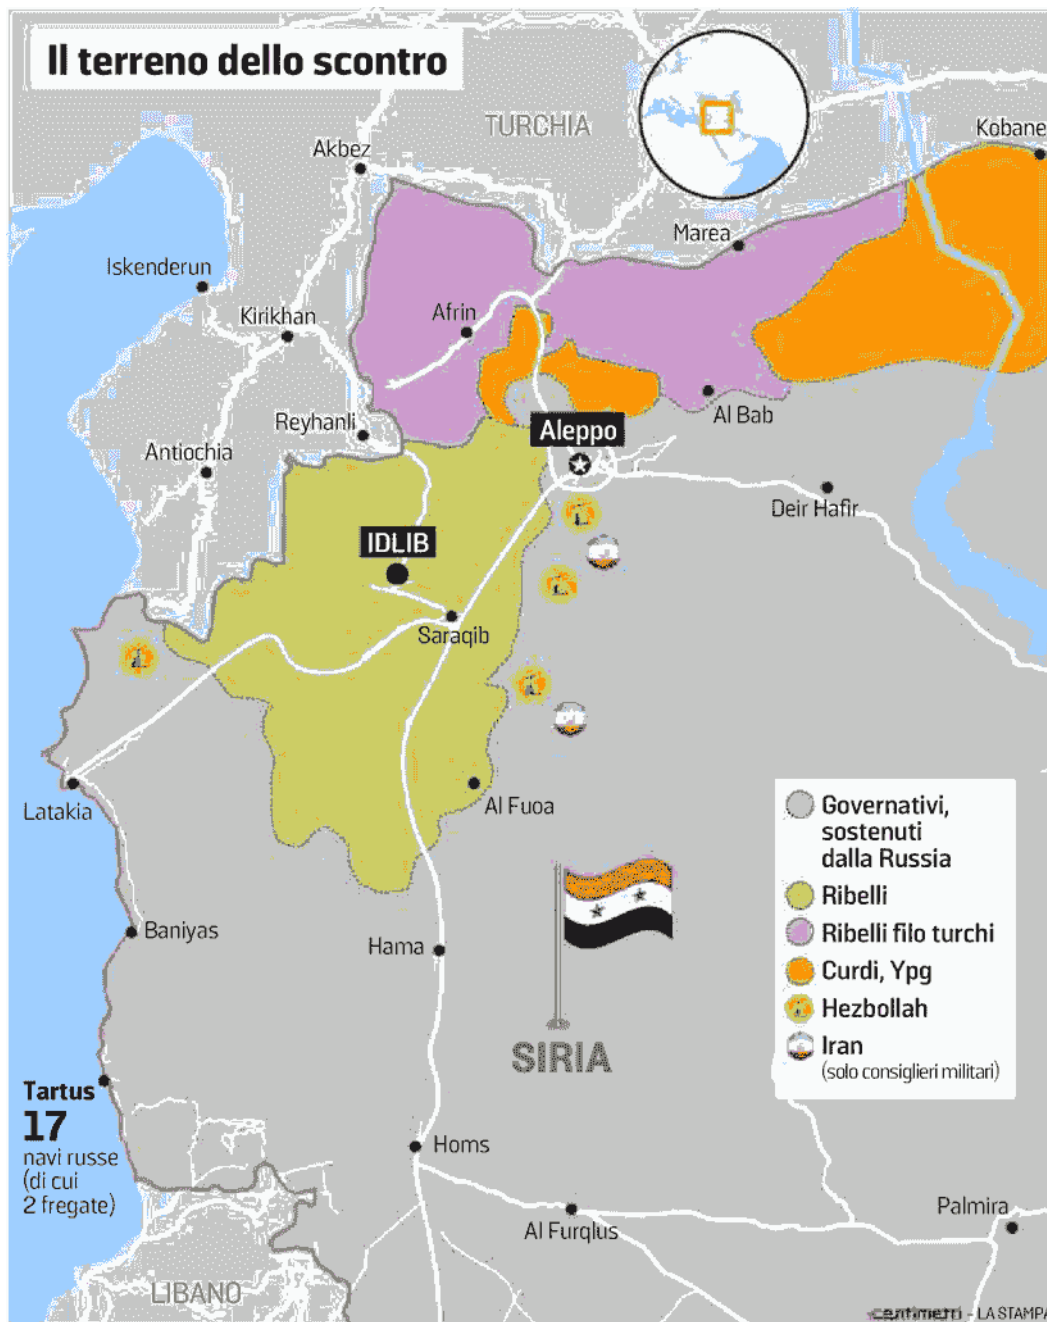 Il terreno dello scontro
TURCHIA
Kobane
Akbez
Marea
Iskenderun
Kirikhan
Afrin
Reyhanli
Al Bab
Aleppo
Antiochia
Deir Hafir
IDLIB
Saraqib
Latakia
Al Fuoa
Governativi,
sostenuti
dalla Russia
Ribelli
Ribelli filo turchi
Curdi, Ypg
Hezbollah
Iran
(solo consiglieri militari)
Baniyas
Hama
SIRIA
Tartus
17
navi russe
(di cui
2 fregate)
Homs
Al Furqlus
Palmira
LIBANO
centimetri - LA STAMPA